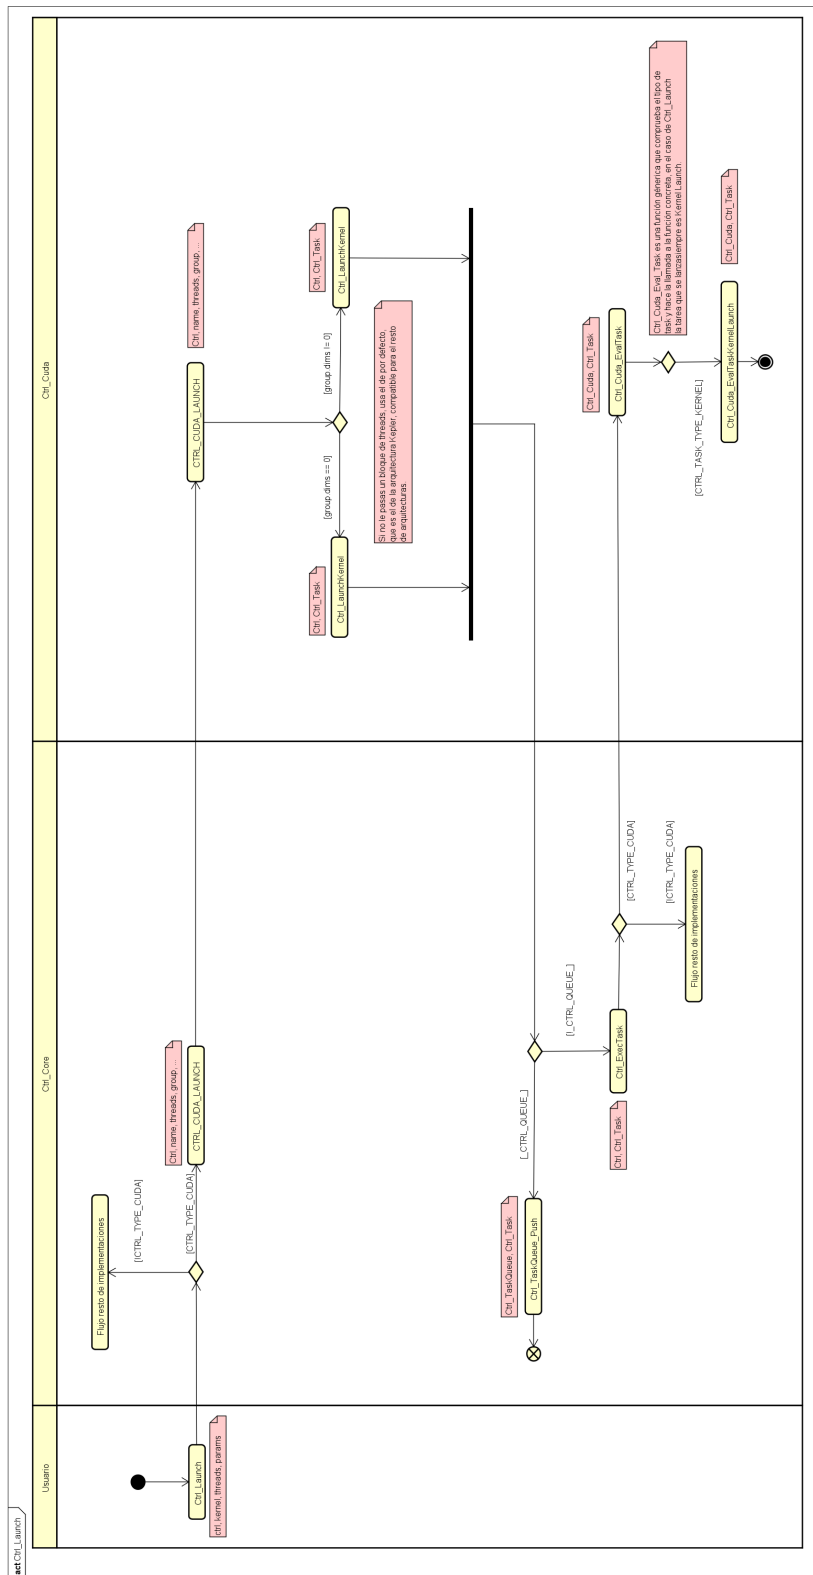 act Ctrl_Launch
Usuario
Ctrl_Core
Ctrl_Cuda
Ctrl_Launch
ctrl, kernel, threads, params
Flujo resto de implementaciones
[!CTRL_TYPE_CUDA]
[CTRL_TYPE_CUDA]
Ctrl, name, threads, group, ...
CTRL_CUDA_LAUNCH
Ctrl, name, threads, group, ...
CTRL_CUDA_LAUNCH
[group.dims == 0]
[group.dims != 0]
Ctrl, Ctrl_Task
Ctrl_LaunchKernel
Ctrl, Ctrl_Task
Ctrl_LaunchKernel
Si no le pasas un bloque de threads, usa el de por defecto,
que es el de la arquitectura Kepler, compatible para el resto
de arquitecturas.
Ctrl_TaskQueue, Ctrl_Task
Ctrl_TaskQueue_Push
[_CTRL_QUEUE_]
[!_CTRL_QUEUE_]
Ctrl, Ctrl_Task
Ctrl_ExecTask
[CTRL_TYPE_CUDA]
[!CTRL_TYPE_CUDA]
Flujo resto de implementaciones
Ctrl_Cuda, Ctrl_Task
Ctrl_Cuda_EvalTask
Ctrl_Cuda_Eval_Task es una función génerica que comprueba el tipo de
task y hace la llamada a la función concreta, en el caso de Ctrl_Launch
la tarea que se lanzasiempre es Kernel Launch.
[CTRL_TASK_TYPE_KERNEL]
Ctrl_Cuda_EvalTaskKernelLaunch
Ctrl_Cuda, Ctrl_Task